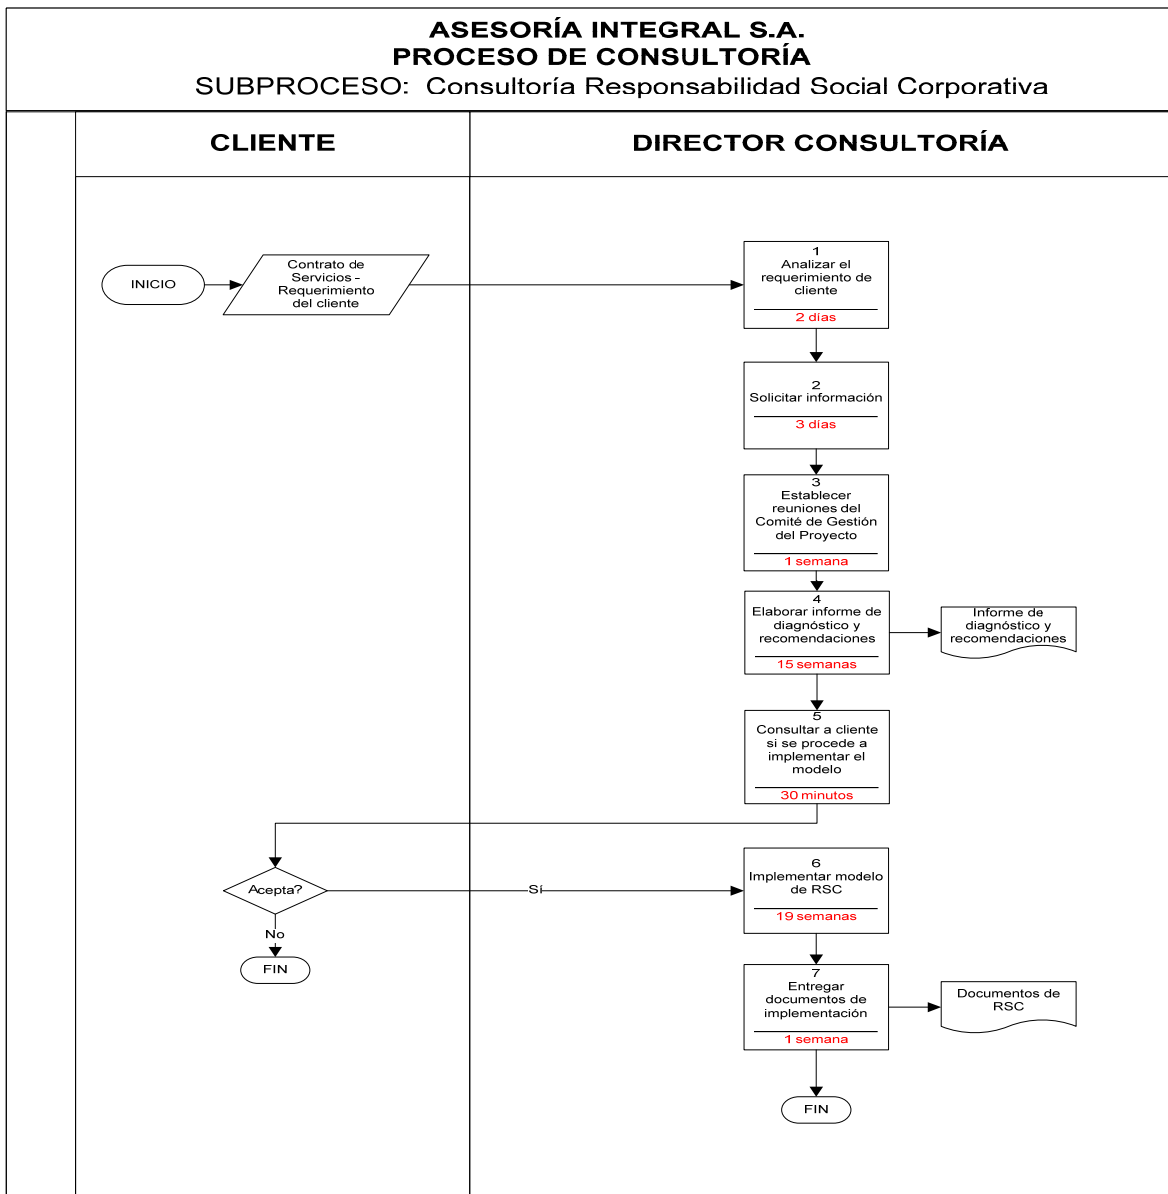 ASESORÍA INTEGRAL S.A.
PROCESO DE CONSULTORÍA
SUBPROCESO: Consultoría Responsabilidad Social Corporativa
CLIENTE
DIRECTOR CONSULTORÍA
INICIO
Contrato de
Servicios –
Requerimiento
del cliente
1
Analizar el
requerimiento de
cliente
2 días
2
Solicitar información
3 días
3
Establecer
reuniones del
Comité de Gestión
del Proyecto
1 semana
4
Elaborar informe de
diagnóstico y
recomendaciones
15 semanas
Informe de
diagnóstico y
recomendaciones
5
Consultar a cliente
si se procede a
implementar el
modelo
30 minutos
Acepta?
Sí
No
FIN
6
Implementar modelo
de RSC
19 semanas
7
Entregar
documentos de
implementación
1 semana
Documentos de
RSC
FIN